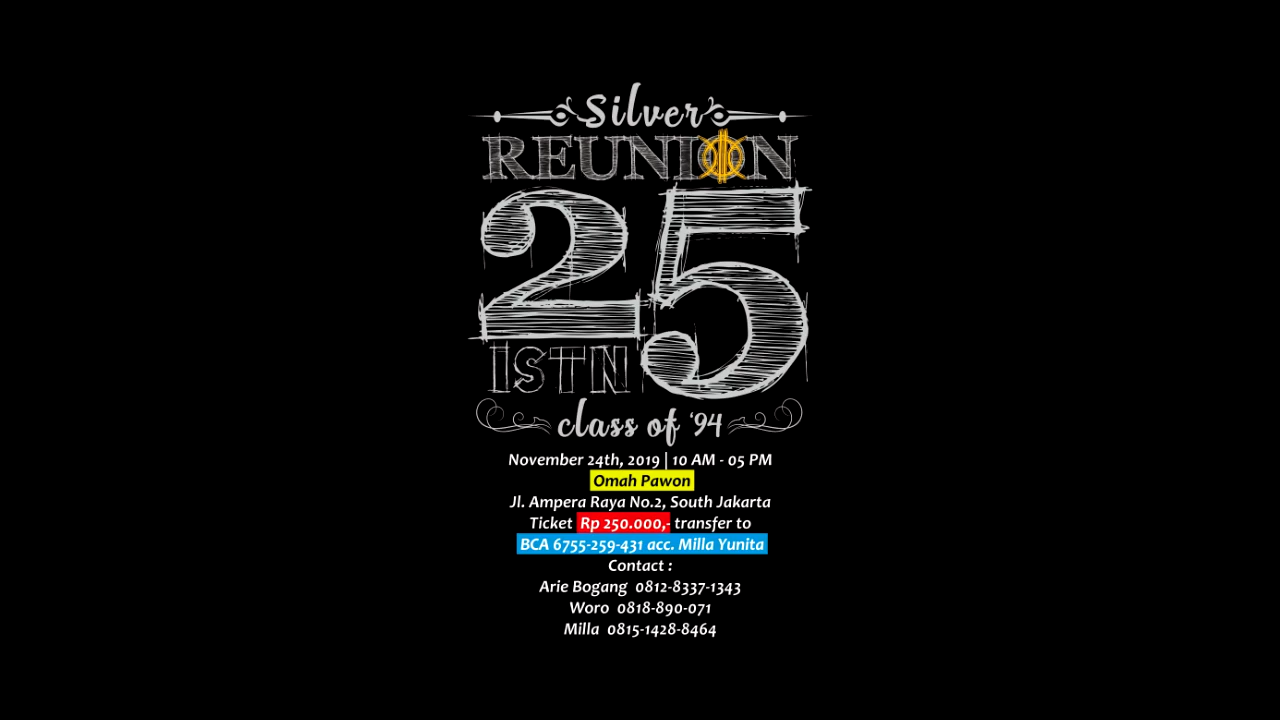 Silver
REUNION
25
ISTN
class of '94
November 24th, 2019 | 10 AM - 05 PM
Omah Pawon
Jl. Ampera Raya No.2, South Jakarta
Ticket Rp 250.000,- transfer to
BCA 6755-259-431 acc. Milla Yunita
Contact :
Arie Bogang 0812-8337-1343
Woro 0818-890-071
Milla 0815-1428-8464